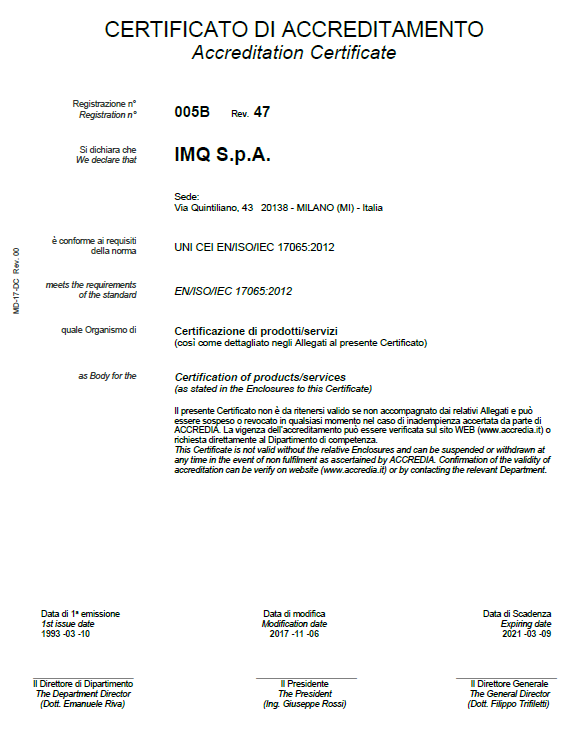 CERTIFICATO DI ACCREDITAMENTO
Accreditation Certificate
Registrazione n°
Registration n°
005B Rev. 47
Si dichiara che
We declare that
IMQ S.p.A.
Sede:
Via Quintiliano, 43 20138 - MILANO (MI) - Italia
è conforme ai requisiti
della norma
UNI CEI EN/ISO/IEC 17065:2012
MD-17-DC Rev. 00
meets the requirements
of the standard
EN/ISO/IEC 17065:2012
quale Organismo di
Certificazione di prodotti/servizi
(così come dettagliato negli Allegati al presente Certificato)
as Body for the
Certification of products/services
(as stated in the Enclosures to this Certificate)
Il presente Certificato non è da ritenersi valido se non accompagnato dai relativi Allegati e può
essere sospeso o revocato in qualsiasi momento nel caso di inadempienza accertata da parte di
ACCREDIA. La vigenza dell'accreditamento può essere verificata sul sito WEB (www.accredia.it) o
richiesta direttamente al Dipartimento di competenza.
This Certificate is not valid without the relative Enclosures and can be suspended or withdrawn at
any time in the event of non fulfilment as ascertained by ACCREDIA. Confirmation of the validity of
accreditation can be verify on website (www.accredia.it) or by contacting the relevant Department.
Data di 1ª emissione
1st issue date
1993 -03 -10
Data di modifica
Modification date
2017 -11 -06
Data di Scadenza
Expiring date
2021 -03 -09
Il Direttore di Dipartimento
The Department Director
(Dott. Emanuele Riva)
Il Presidente
The President
(Ing. Giuseppe Rossi)
Il Direttore Generale
The General Director
(Dott. Filippo Trifiletti)